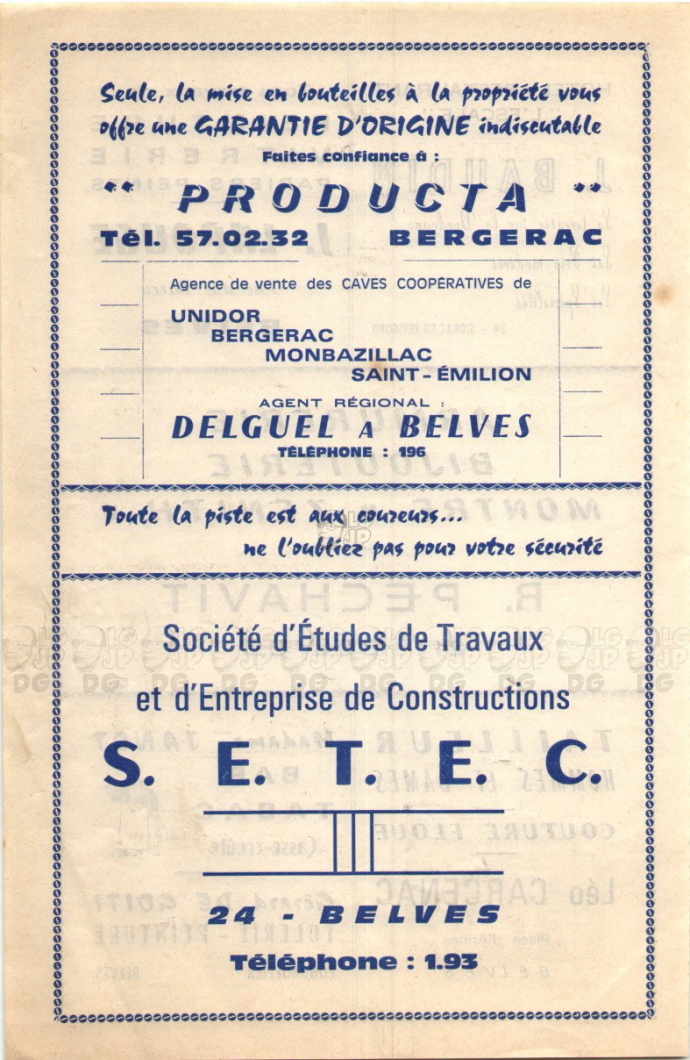 Seule, la mise en bouteilles à la propriété vous
offre une GARANTIE D'ORIGINE indiscutable
Faites confiance à :
" PRODUCTA "
Tél. 57.02.32 BERGERAC
Agence de vente des CAVES COOPÉRATIVES de
UNIDOR
BERGERAC
MONBAZILLAC
SAINT-ÉMILION
AGENT RÉGIONAL :
DELGUEL A BELVES
TÉLÉPHONE : 196
Toute la piste est aux coureurs...
ne l'oubliez pas pour votre sécurité
Société d'Études de Travaux
et d'Entreprise de Constructions
S. E. T. E. C.
24 - BELVES
Téléphone : 1.93